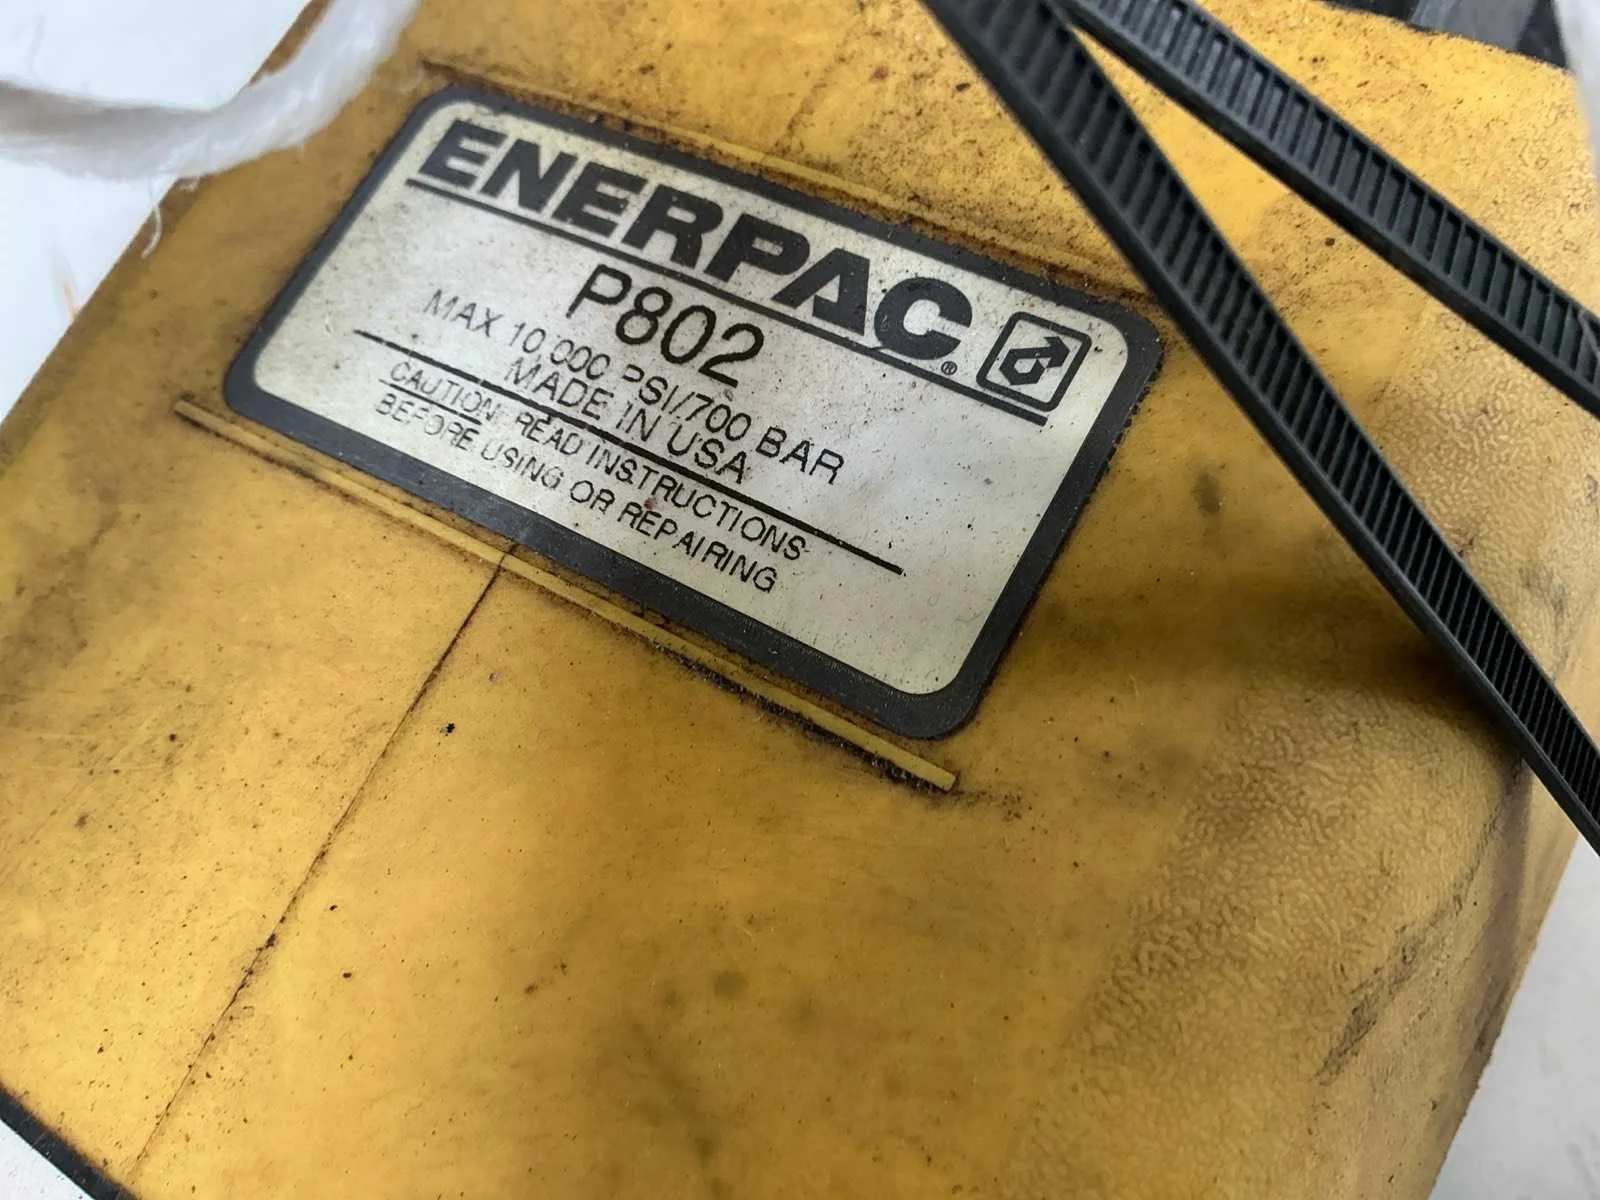 ENERPAC®
P802
MAX 10 000 PSI/700 BAR
MADE IN USA
CAUTION: READ INSTRUCTIONS
BEFORE USING OR REPAIRING